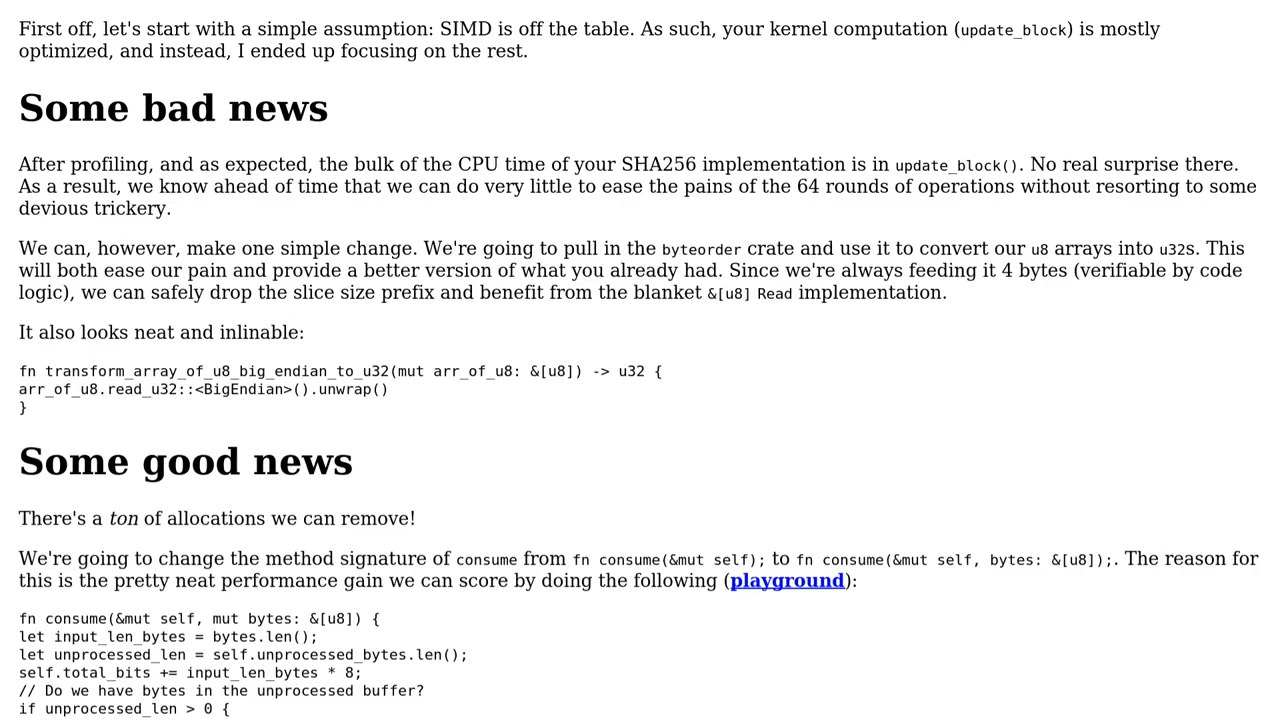 First off, let's start with a simple assumption: SIMD is off the table. As such, your kernel computation (update_block) is mostly
optimized, and instead, I ended up focusing on the rest.
Some bad news
After profiling, and as expected, the bulk of the CPU time of your SHA256 implementation is in update_block(). No real surprise there.
As a result, we know ahead of time that we can do very little to ease the pains of the 64 rounds of operations without resorting to some
devious trickery.
We can, however, make one simple change. We're going to pull in the byteorder crate and use it to convert our u8 arrays into u32s. This
will both ease our pain and provide a better version of what you already had. Since we're always feeding it 4 bytes (verifiable by code
logic), we can safely drop the slice size prefix and benefit from the blanket &[u8] Read implementation.
It also looks neat and inlinable:
fn transform_array_of_u8_big_endian_to_u32(mut arr_of_u8: &[u8]) -> u32 {
arr_of_u8.read_u32::<BigEndian>().unwrap()
}
Some good news
There's a ton of allocations we can remove!
We're going to change the method signature of consume from fn consume(&mut self); to fn consume(&mut self, bytes: &[u8]);. The reason for
this is the pretty neat performance gain we can score by doing the following (playground):
fn consume(&mut self, mut bytes: &[u8]) {
let input_len_bytes = bytes.len();
let unprocessed_len = self.unprocessed_bytes.len();
self.total_bits += input_len_bytes * 8;
// Do we have bytes in the unprocessed buffer?
if unprocessed_len > 0 {